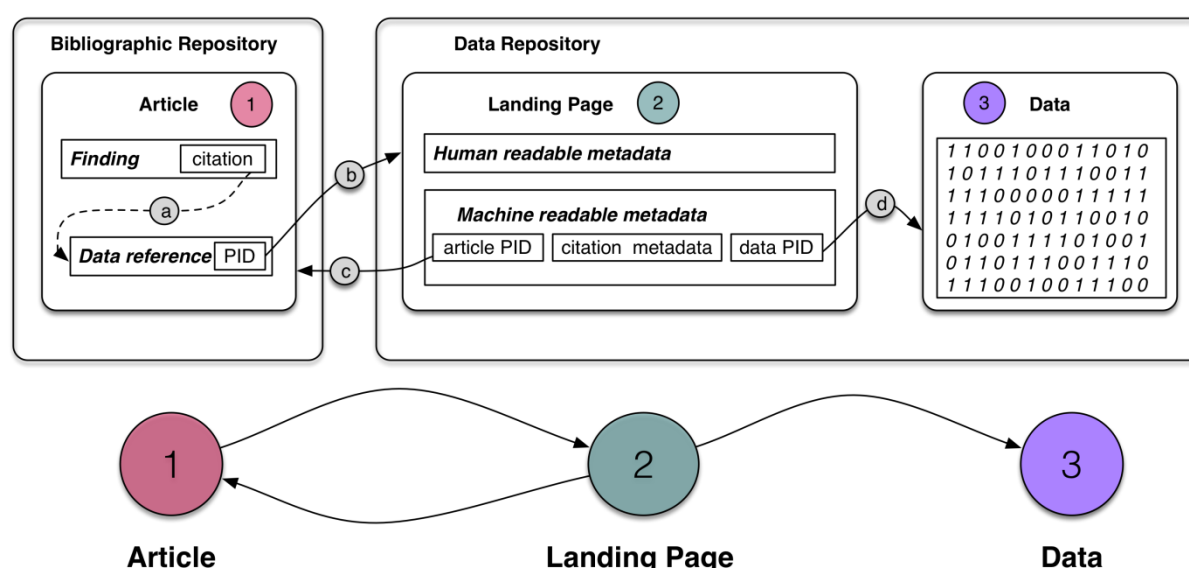 Bibliographic Repository
Data Repository
Article 1
Landing Page 2
3 Data
Finding citation
a
Data reference PID
b
c
Human readable metadata
Machine readable metadata
article PID citation metadata data PID
d
1 1 0 0 1 0 0 0 1 1 0 1 0
1 0 1 1 1 0 1 1 1 0 0 1 1
1 1 1 0 0 0 0 0 1 1 1 1 1
1 1 1 1 0 1 0 1 1 0 0 1 0
0 1 0 0 1 1 1 1 0 1 0 0 1
0 1 1 0 1 1 1 0 0 1 1 1 0
1 1 1 0 0 1 0 0 1 1 1 0 0
1 2 3
Article Landing Page Data